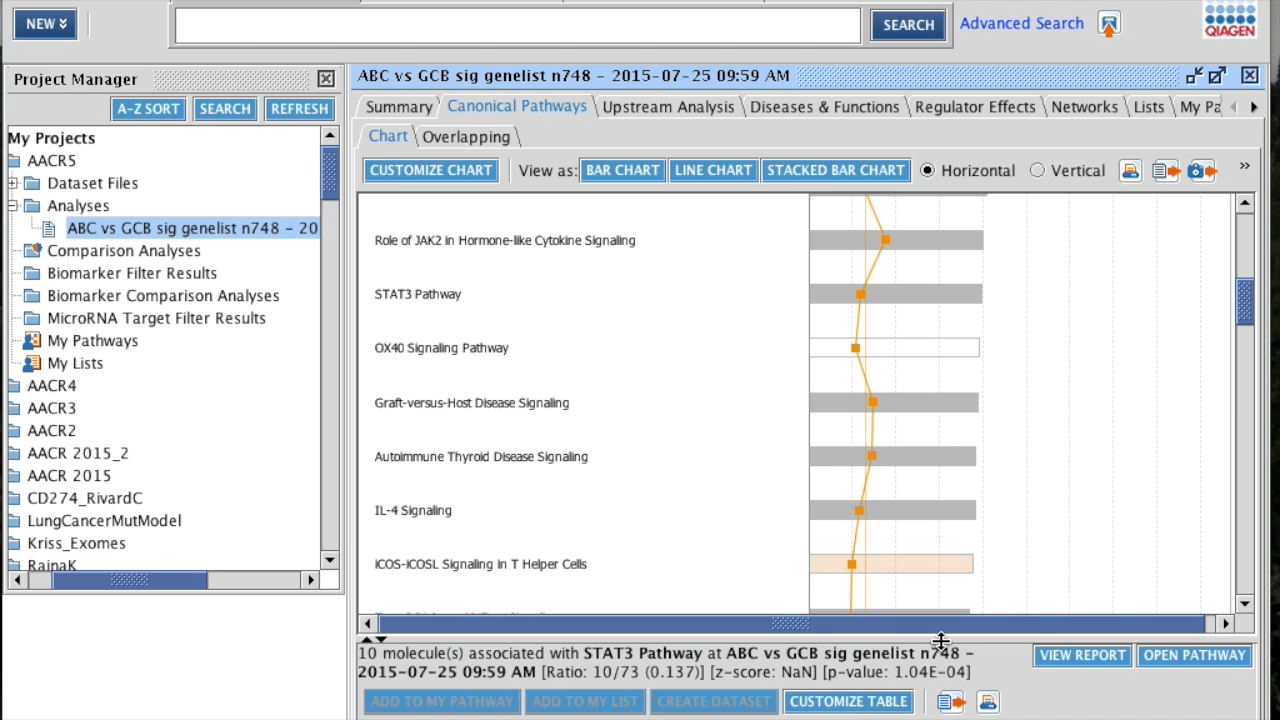 NEW
SEARCH
Advanced Search
QIAGEN
Project Manager
A-Z SORT
SEARCH
REFRESH
My Projects
AACR5
Dataset Files
Analyses
ABC vs GCB sig genelist n748 - 20
Comparison Analyses
Biomarker Filter Results
Biomarker Comparison Analyses
MicroRNA Target Filter Results
My Pathways
My Lists
AACR4
AACR3
AACR2
AACR 2015_2
AACR 2015
CD274_RivardC
LungCancerMutModel
Kriss_Exomes
RainaK
ABC vs GCB sig genelist n748 - 2015-07-25 09:59 AM
Summary
Canonical Pathways
Upstream Analysis
Diseases & Functions
Regulator Effects
Networks
Lists
My Pa
Chart
Overlapping
CUSTOMIZE CHART
View as:
BAR CHART
LINE CHART
STACKED BAR CHART
Horizontal
Vertical
»
Role of JAK2 in Hormone-like Cytokine Signaling
STAT3 Pathway
OX40 Signaling Pathway
Graft-versus-Host Disease Signaling
Autoimmune Thyroid Disease Signaling
IL-4 Signaling
iCOS-iCOSL Signaling in T Helper Cells
10 molecule(s) associated with STAT3 Pathway at ABC vs GCB sig genelist n748 -
2015-07-25 09:59 AM [Ratio: 10/73 (0.137)] [z-score: NaN] [p-value: 1.04E-04]
VIEW REPORT
OPEN PATHWAY
ADD TO MY PATHWAY
ADD TO MY LIST
CREATE DATASET
CUSTOMIZE TABLE